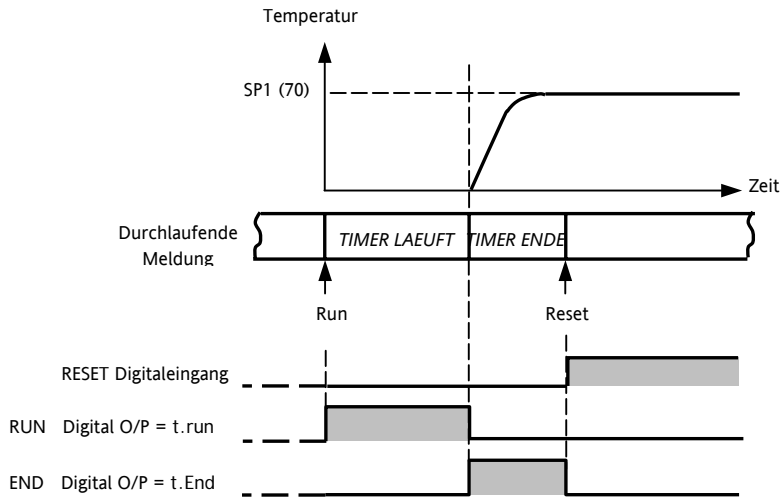 Temperatur
SP1 (70)
Zeit
Durchlaufende
Meldung
TIMER LAEUFT
TIMER ENDE
Run
Reset
RESET Digitaleingang
RUN Digital O/P = t.run
END Digital O/P = t.End